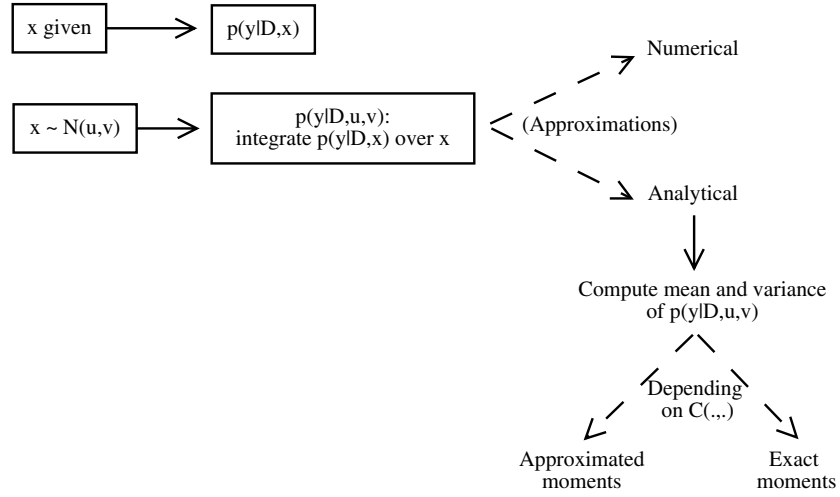 x given
p(y|D,x)
Numerical
x ~ N(u,v)
p(y|D,u,v):
integrate p(y|D,x) over x
(Approximations)
Analytical
Compute mean and variance
of p(y|D,u,v)
Depending
on C(.,.)
Approximated
moments
Exact
moments